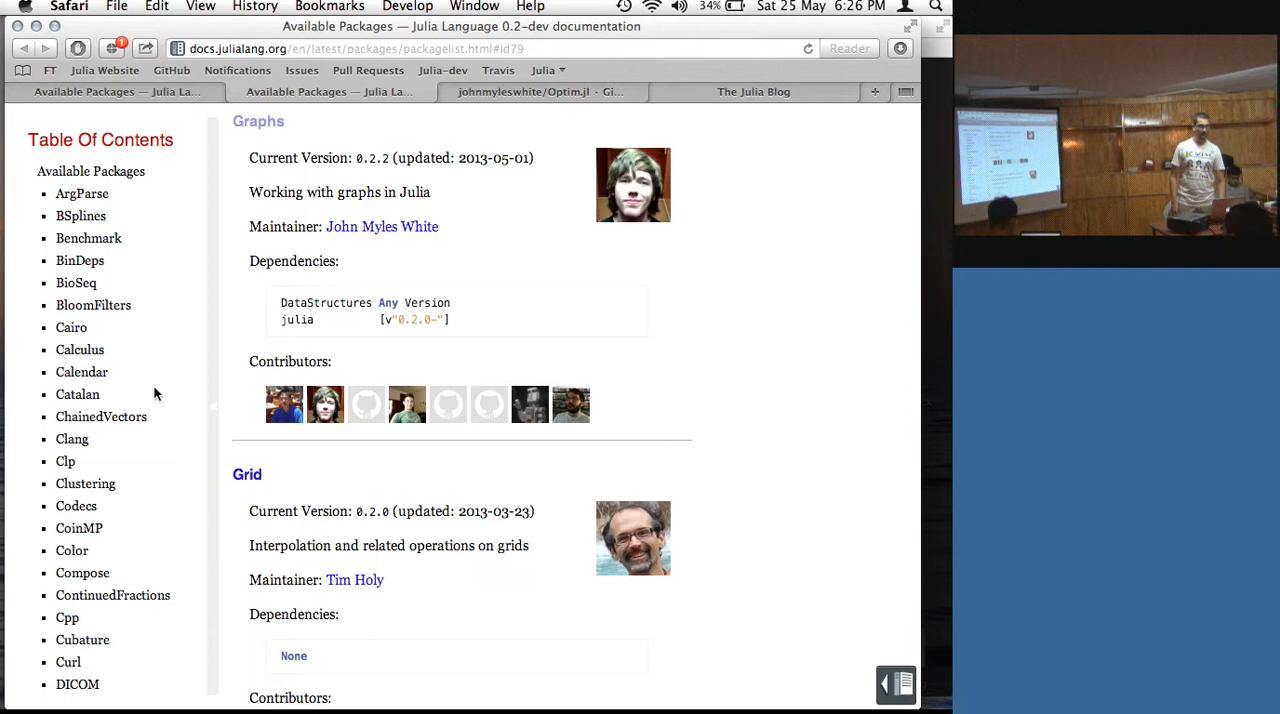 Safari File Edit View History Bookmarks Develop Window Help 34% Sat 25 May 6:26 PM
Available Packages — Julia Language 0.2-dev documentation
1 docs.julialang.org/en/latest/packages/packagelist.html#id79 Reader
FT Julia Website GitHub Notifications Issues Pull Requests Julia-dev Travis Julia
Available Packages — Julia La... Available Packages — Julia La... johnmyleswhite/Optim.jl · Gi... The Julia Blog +
Table Of Contents
Available Packages
ArgParse
BSplines
Benchmark
BinDeps
BioSeq
BloomFilters
Cairo
Calculus
Calendar
Catalan
ChainedVectors
Clang
Clp
Clustering
Codecs
CoinMP
Color
Compose
ContinuedFractions
Cpp
Cubature
Curl
DICOM
Graphs
Current Version: 0.2.2 (updated: 2013-05-01)
Working with graphs in Julia
Maintainer: John Myles White
Dependencies:
DataStructures Any Version
julia [v"0.2.0-"]
Contributors:
Grid
Current Version: 0.2.0 (updated: 2013-03-23)
Interpolation and related operations on grids
Maintainer: Tim Holy
Dependencies:
None
Contributors: